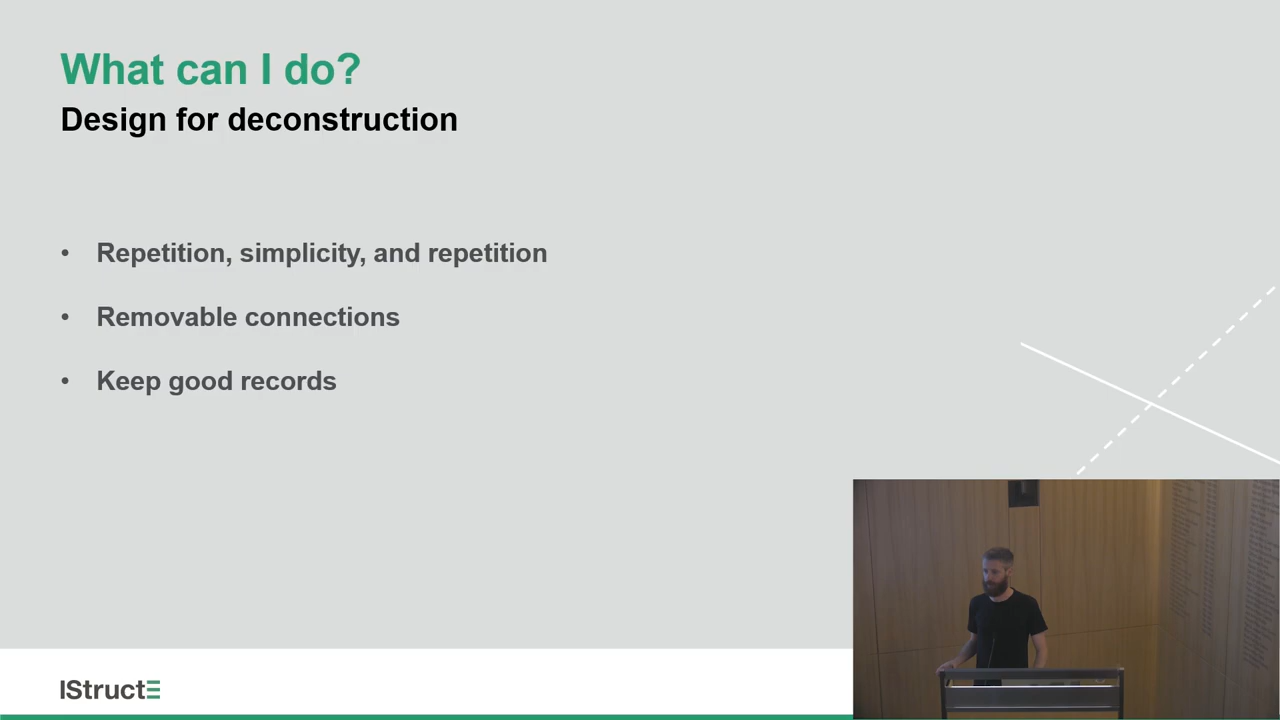 What can I do?
Design for deconstruction
• Repetition, simplicity, and repetition
• Removable connections
• Keep good records
IStructE